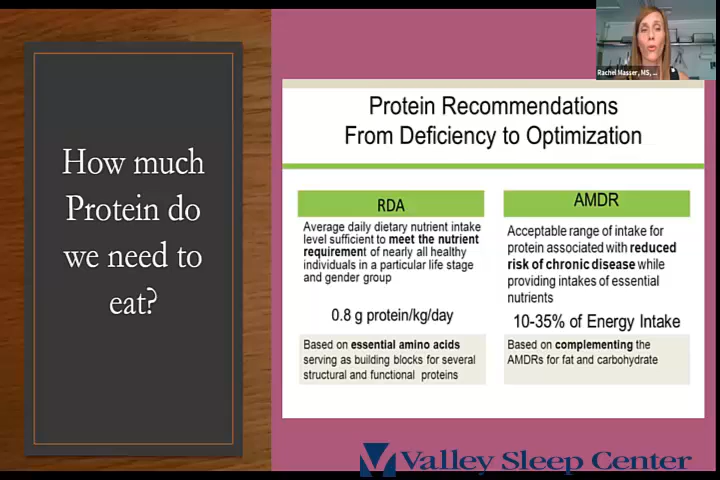 Rachel Masser, MS, ...
How much
Protein do
we need to
eat?
Protein Recommendations
From Deficiency to Optimization
RDA
Average daily dietary nutrient intake
level sufficient to meet the nutrient
requirement of nearly all healthy
individuals in a particular life stage
and gender group
0.8 g protein/kg/day
Based on essential amino acids
serving as building blocks for several
structural and functional proteins
AMDR
Acceptable range of intake for
protein associated with reduced
risk of chronic disease while
providing intakes of essential
nutrients
10-35% of Energy Intake
Based on complementing the
AMDRs for fat and carbohydrate
Valley Sleep Center